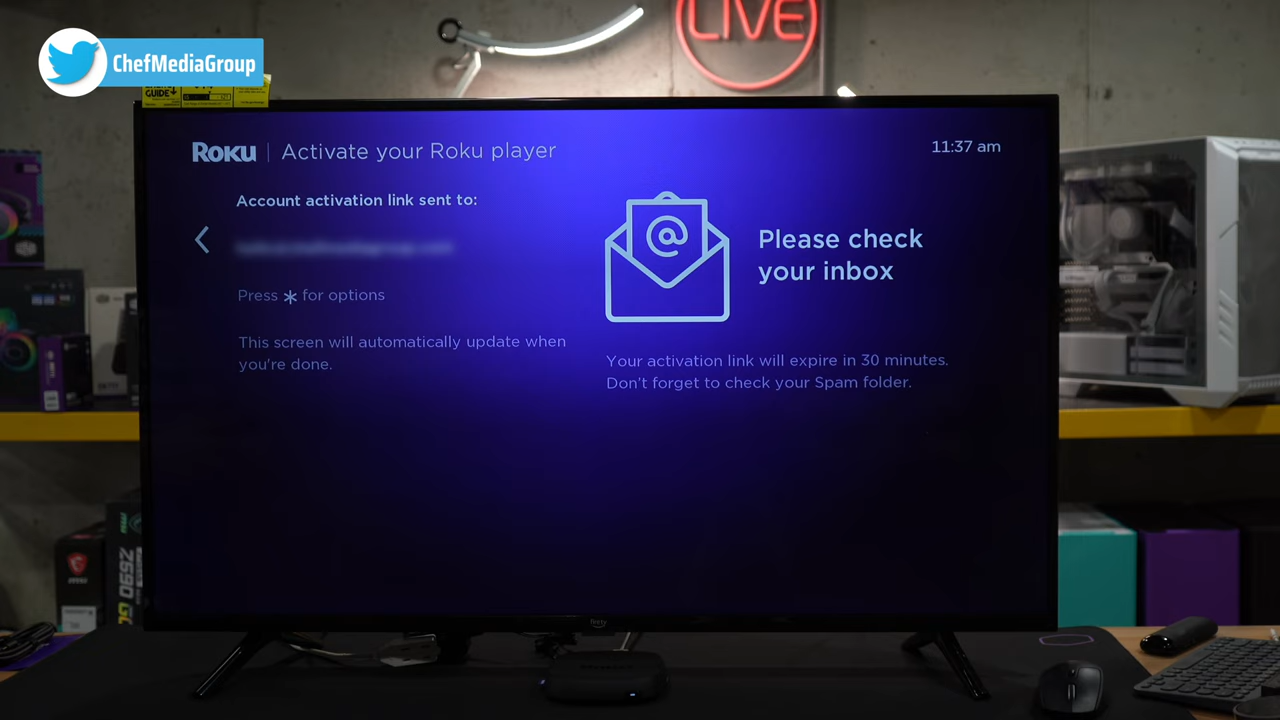 LIVE
ChefMediaGroup
GUIDE
Roku | Activate your Roku player
11:37 am
Account activation link sent to:
Press * for options
This screen will automatically update when
you're done.
@
Please check
your inbox
Your activation link will expire in 30 minutes.
Don't forget to check your Spam folder.
Z590